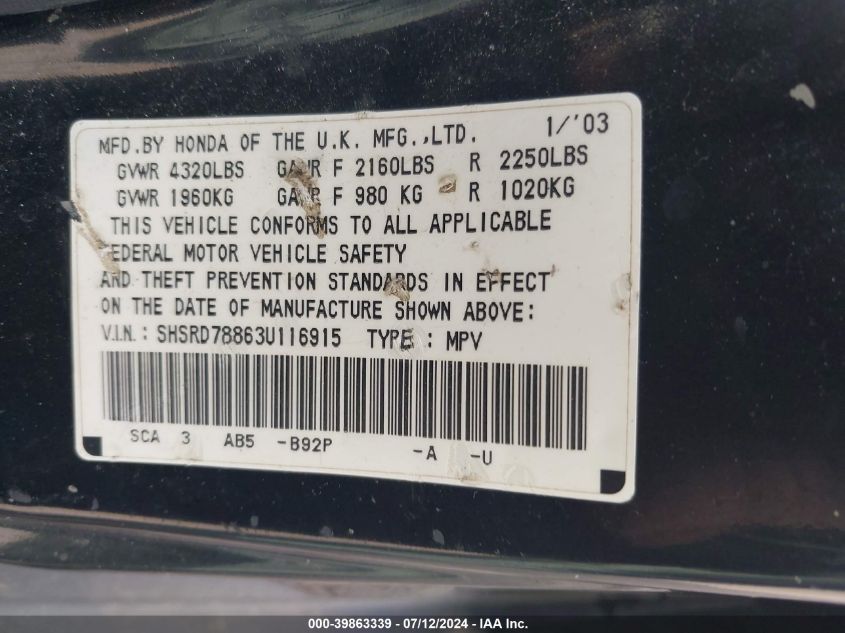 MFD.BY HONDA OF THE U.K. MFG.,LTD. 1/'03
GVWR 4320LBS GAWR F 2160LBS R 2250LBS
GVWR 1960KG GAWR F 980 KG R 1020KG
THIS VEHICLE CONFORMS TO ALL APPLICABLE
FEDERAL MOTOR VEHICLE SAFETY
AND THEFT PREVENTION STANDARDS IN EFFECT
ON THE DATE OF MANUFACTURE SHOWN ABOVE:
V.I.N.: SHSRD78863U116915 TYPE: MPV
SCA 3 AB5 -B92P -A -U
000-39863339 - 07/12/2024 - IAA Inc.